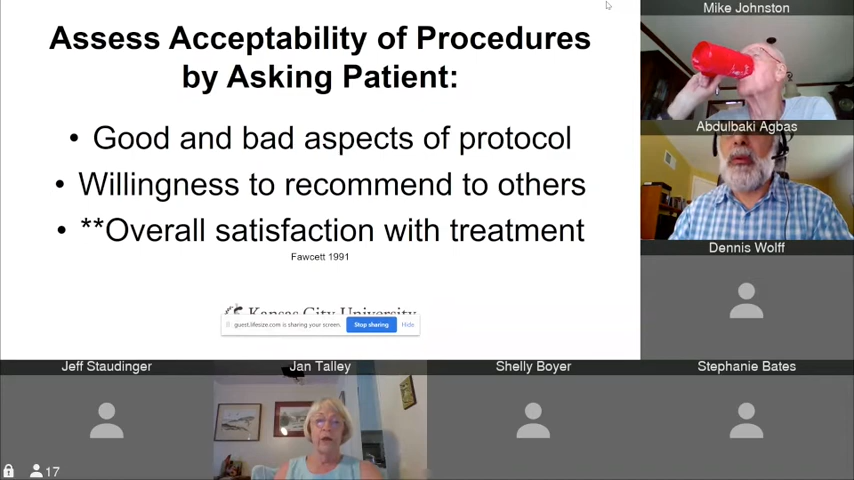 Assess Acceptability of Procedures
by Asking Patient:
• Good and bad aspects of protocol
• Willingness to recommend to others
• **Overall satisfaction with treatment
Fawcett 1991
Kansas City University
guest.lifesize.com is sharing your screen.
Stop sharing
Hide
Mike Johnston
Abdulbaki Agbas
Dennis Wolff
Jeff Staudinger
Jan Talley
Shelly Boyer
Stephanie Bates
17